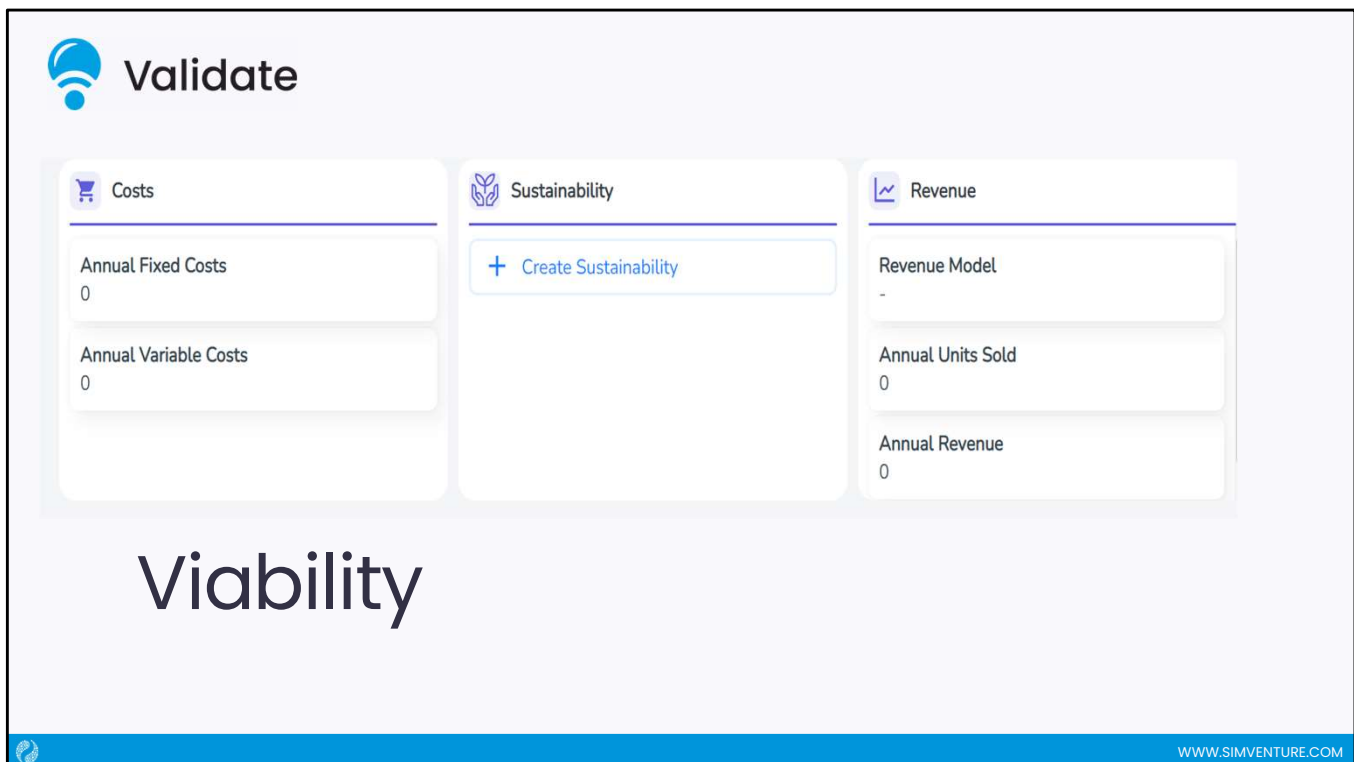 Validate
Costs
Annual Fixed Costs
0
Annual Variable Costs
0
Sustainability
+ Create Sustainability
Revenue
Revenue Model
-
Annual Units Sold
0
Annual Revenue
0
Viability
WWW.SIMVENTURE.COM